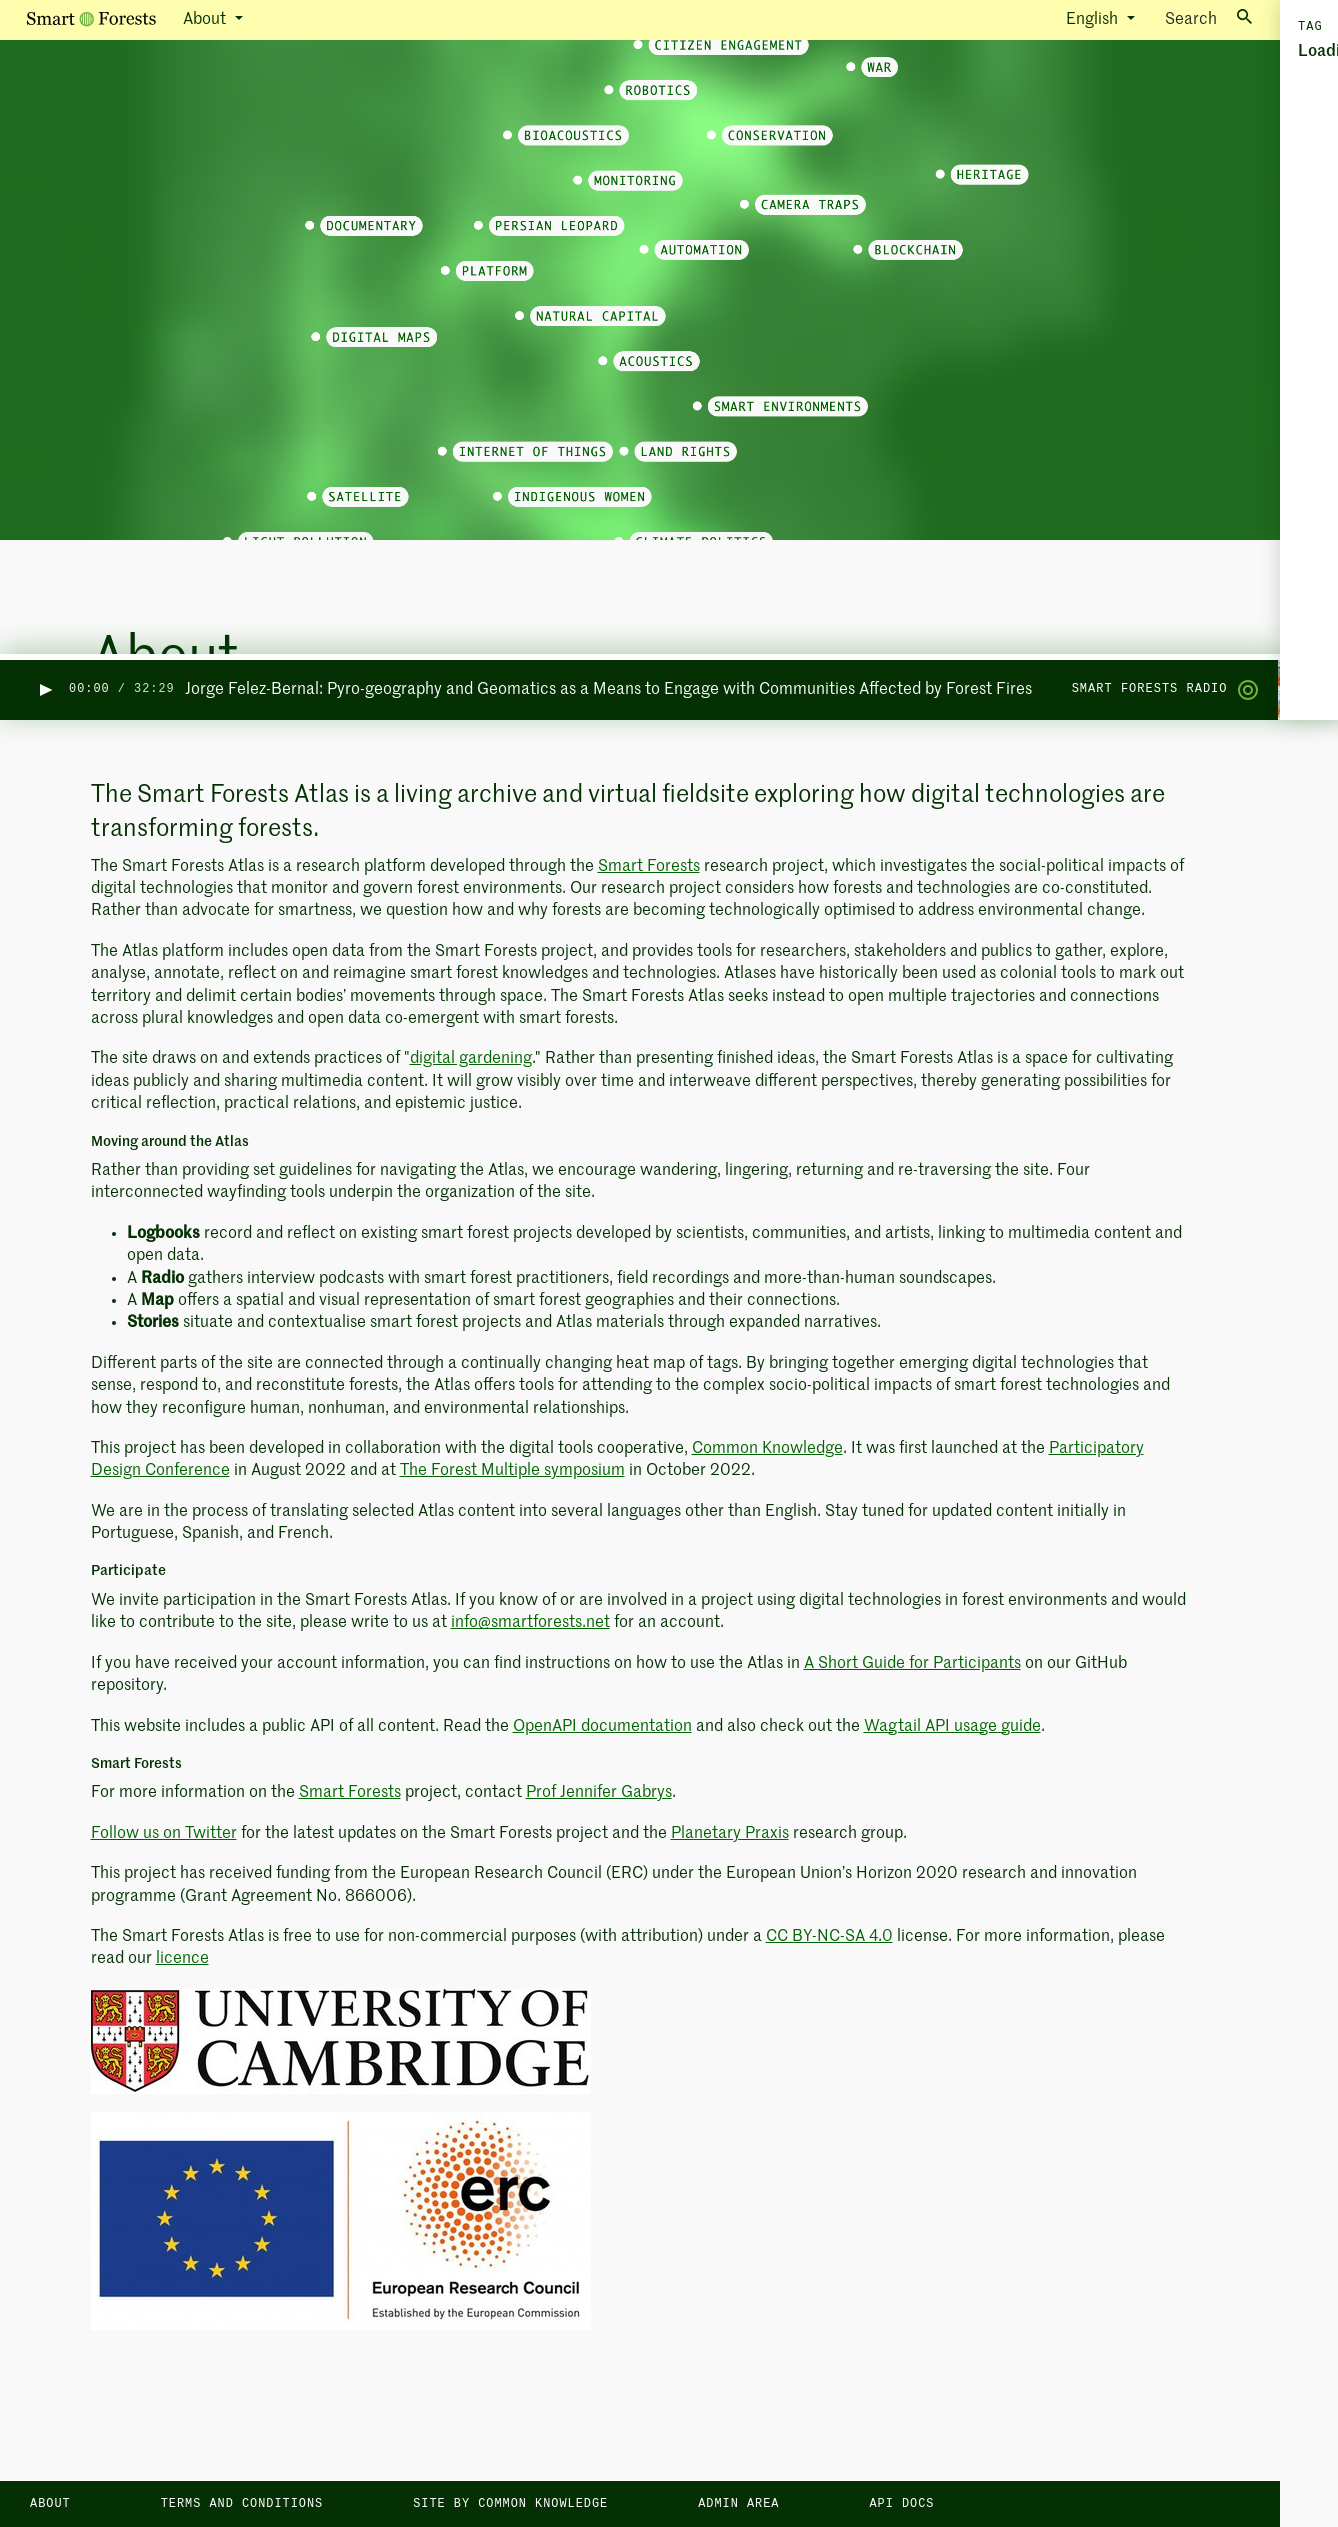 Smart Forests About English Search
TAG
Loadi
CITIZEN ENGAGEMENT
WAR
ROBOTICS
BIOACOUSTICS CONSERVATION
HERITAGE
MONITORING
CAMERA TRAPS
DOCUMENTARY PERSIAN LEOPARD
AUTOMATION BLOCKCHAIN
PLATFORM
NATURAL CAPITAL
DIGITAL MAPS
ACOUSTICS
SMART ENVIRONMENTS
INTERNET OF THINGS LAND RIGHTS
SATELLITE INDIGENOUS WOMEN
LIGHT POLLUTION CLIMATE POLITICS
About
00:00 / 32:29 Jorge Felez-Bernal: Pyro-geography and Geomatics as a Means to Engage with Communities Affected by Forest Fires SMART FORESTS RADIO
The Smart Forests Atlas is a living archive and virtual fieldsite exploring how digital technologies are
transforming forests.
The Smart Forests Atlas is a research platform developed through the Smart Forests research project, which investigates the social-political impacts of
digital technologies that monitor and govern forest environments. Our research project considers how forests and technologies are co-constituted.
Rather than advocate for smartness, we question how and why forests are becoming technologically optimised to address environmental change.
The Atlas platform includes open data from the Smart Forests project, and provides tools for researchers, stakeholders and publics to gather, explore,
analyse, annotate, reflect on and reimagine smart forest knowledges and technologies. Atlases have historically been used as colonial tools to mark out
territory and delimit certain bodies’ movements through space. The Smart Forests Atlas seeks instead to open multiple trajectories and connections
across plural knowledges and open data co-emergent with smart forests.
The site draws on and extends practices of "digital gardening." Rather than presenting finished ideas, the Smart Forests Atlas is a space for cultivating
ideas publicly and sharing multimedia content. It will grow visibly over time and interweave different perspectives, thereby generating possibilities for
critical reflection, practical relations, and epistemic justice.
Moving around the Atlas
Rather than providing set guidelines for navigating the Atlas, we encourage wandering, lingering, returning and re-traversing the site. Four
interconnected wayfinding tools underpin the organization of the site.
• Logbooks record and reflect on existing smart forest projects developed by scientists, communities, and artists, linking to multimedia content and
open data.
• A Radio gathers interview podcasts with smart forest practitioners, field recordings and more-than-human soundscapes.
• A Map offers a spatial and visual representation of smart forest geographies and their connections.
• Stories situate and contextualise smart forest projects and Atlas materials through expanded narratives.
Different parts of the site are connected through a continually changing heat map of tags. By bringing together emerging digital technologies that
sense, respond to, and reconstitute forests, the Atlas offers tools for attending to the complex socio-political impacts of smart forest technologies and
how they reconfigure human, nonhuman, and environmental relationships.
This project has been developed in collaboration with the digital tools cooperative, Common Knowledge. It was first launched at the Participatory
Design Conference in August 2022 and at The Forest Multiple symposium in October 2022.
We are in the process of translating selected Atlas content into several languages other than English. Stay tuned for updated content initially in
Portuguese, Spanish, and French.
Participate
We invite participation in the Smart Forests Atlas. If you know of or are involved in a project using digital technologies in forest environments and would
like to contribute to the site, please write to us at info@smartforests.net for an account.
If you have received your account information, you can find instructions on how to use the Atlas in A Short Guide for Participants on our GitHub
repository.
This website includes a public API of all content. Read the OpenAPI documentation and also check out the Wagtail API usage guide.
Smart Forests
For more information on the Smart Forests project, contact Prof Jennifer Gabrys.
Follow us on Twitter for the latest updates on the Smart Forests project and the Planetary Praxis research group.
This project has received funding from the European Research Council (ERC) under the European Union’s Horizon 2020 research and innovation
programme (Grant Agreement No. 866006).
The Smart Forests Atlas is free to use for non-commercial purposes (with attribution) under a CC BY-NC-SA 4.0 license. For more information, please
read our licence
UNIVERSITY OF
CAMBRIDGE
erc
European Research Council
Established by the European Commission
ABOUT TERMS AND CONDITIONS SITE BY COMMON KNOWLEDGE ADMIN AREA API DOCS